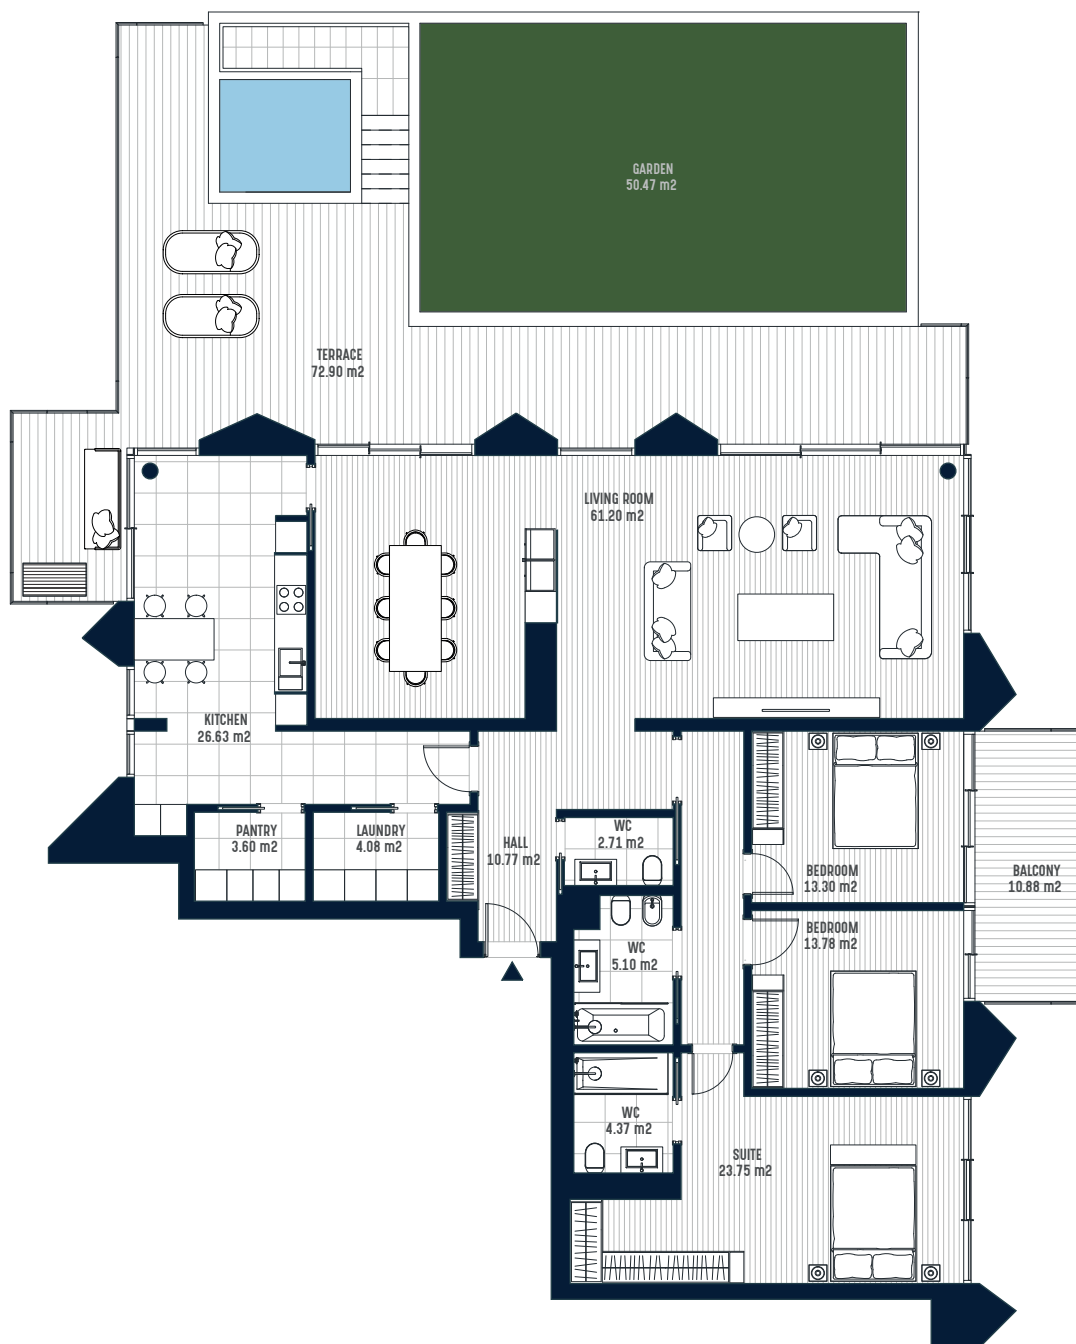 GARDEN
50.47 m2
TERRACE
72.90 m2
LIVING ROOM
61.20 m2
KITCHEN
26.63 m2
PANTRY
3.60 m2
LAUNDRY
4.08 m2
HALL
10.77 m2
WC
2.71 m2
BEDROOM
13.30 m2
BALCONY
10.88 m2
BEDROOM
13.78 m2
WC
5.10 m2
WC
4.37 m2
SUITE
23.75 m2